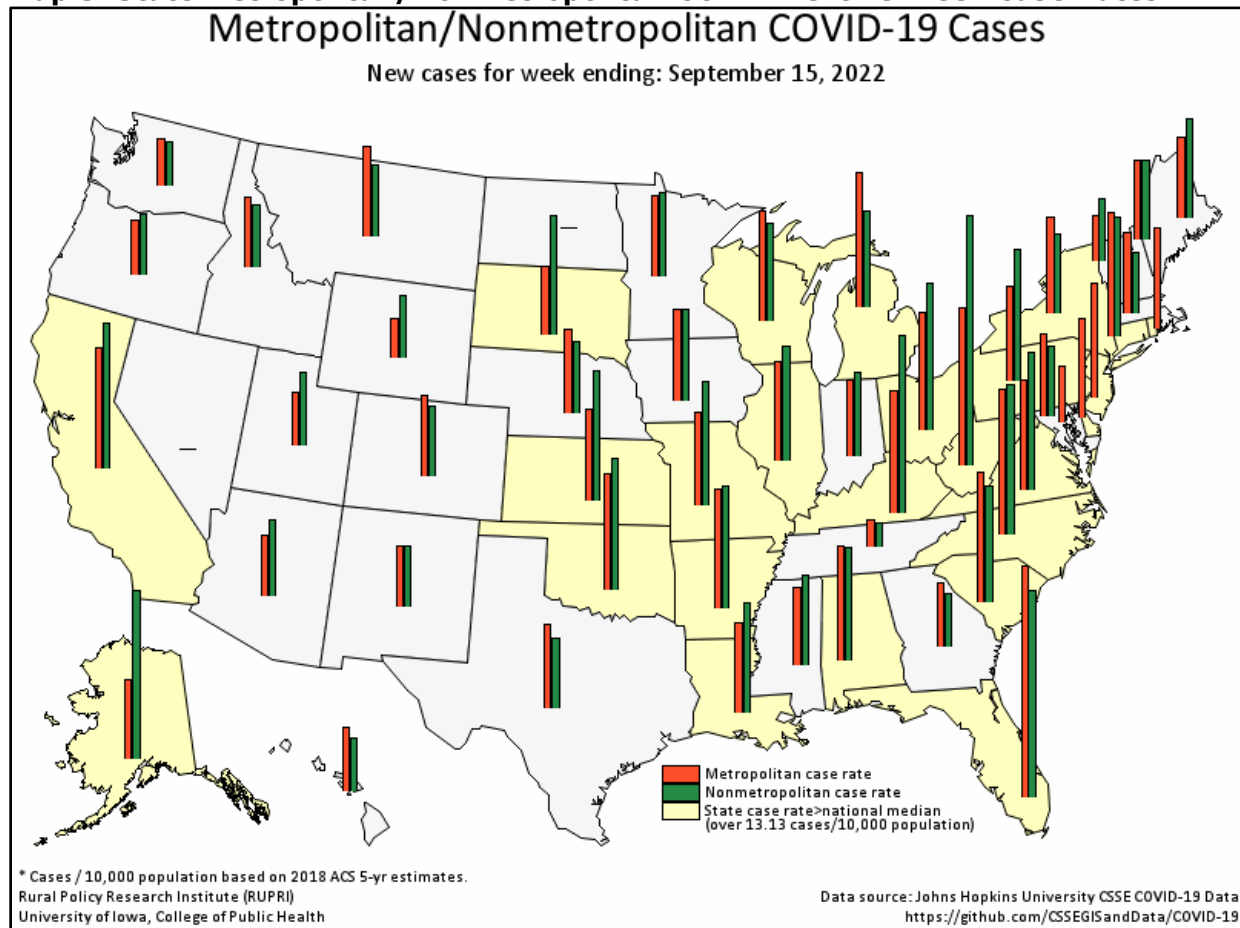 Metropolitan/Nonmetropolitan COVID-19 Cases
New cases for week ending: September 15, 2022
Metropolitan case rate
Nonmetropolitan case rate
State case rate>national median
(over 13.13 cases/10,000 population)
* Cases / 10,000 population based on 2018 ACS 5-yr estimates.
Rural Policy Research Institute (RUPRI)
University of Iowa, College of Public Health
Data source: Johns Hopkins University CSSE COVID-19 Data
https://github.com/CSSEGISandData/COVID-19